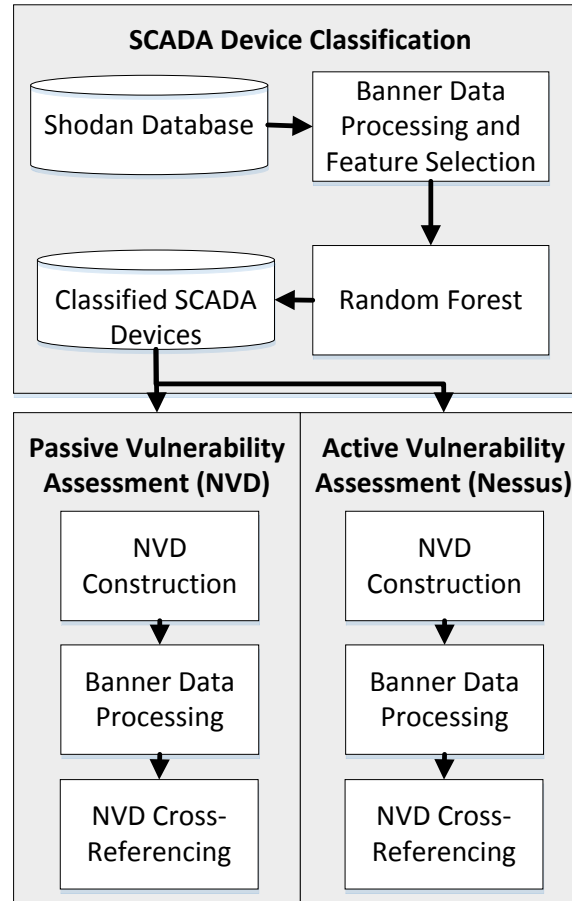 SCADA Device Classification
Shodan Database
Banner Data
Processing and
Feature Selection
Classified SCADA
Devices
Random Forest
Passive Vulnerability
Assessment (NVD)
NVD
Construction
Banner Data
Processing
NVD Cross-
Referencing
Active Vulnerability
Assessment (Nessus)
NVD
Construction
Banner Data
Processing
NVD Cross-
Referencing